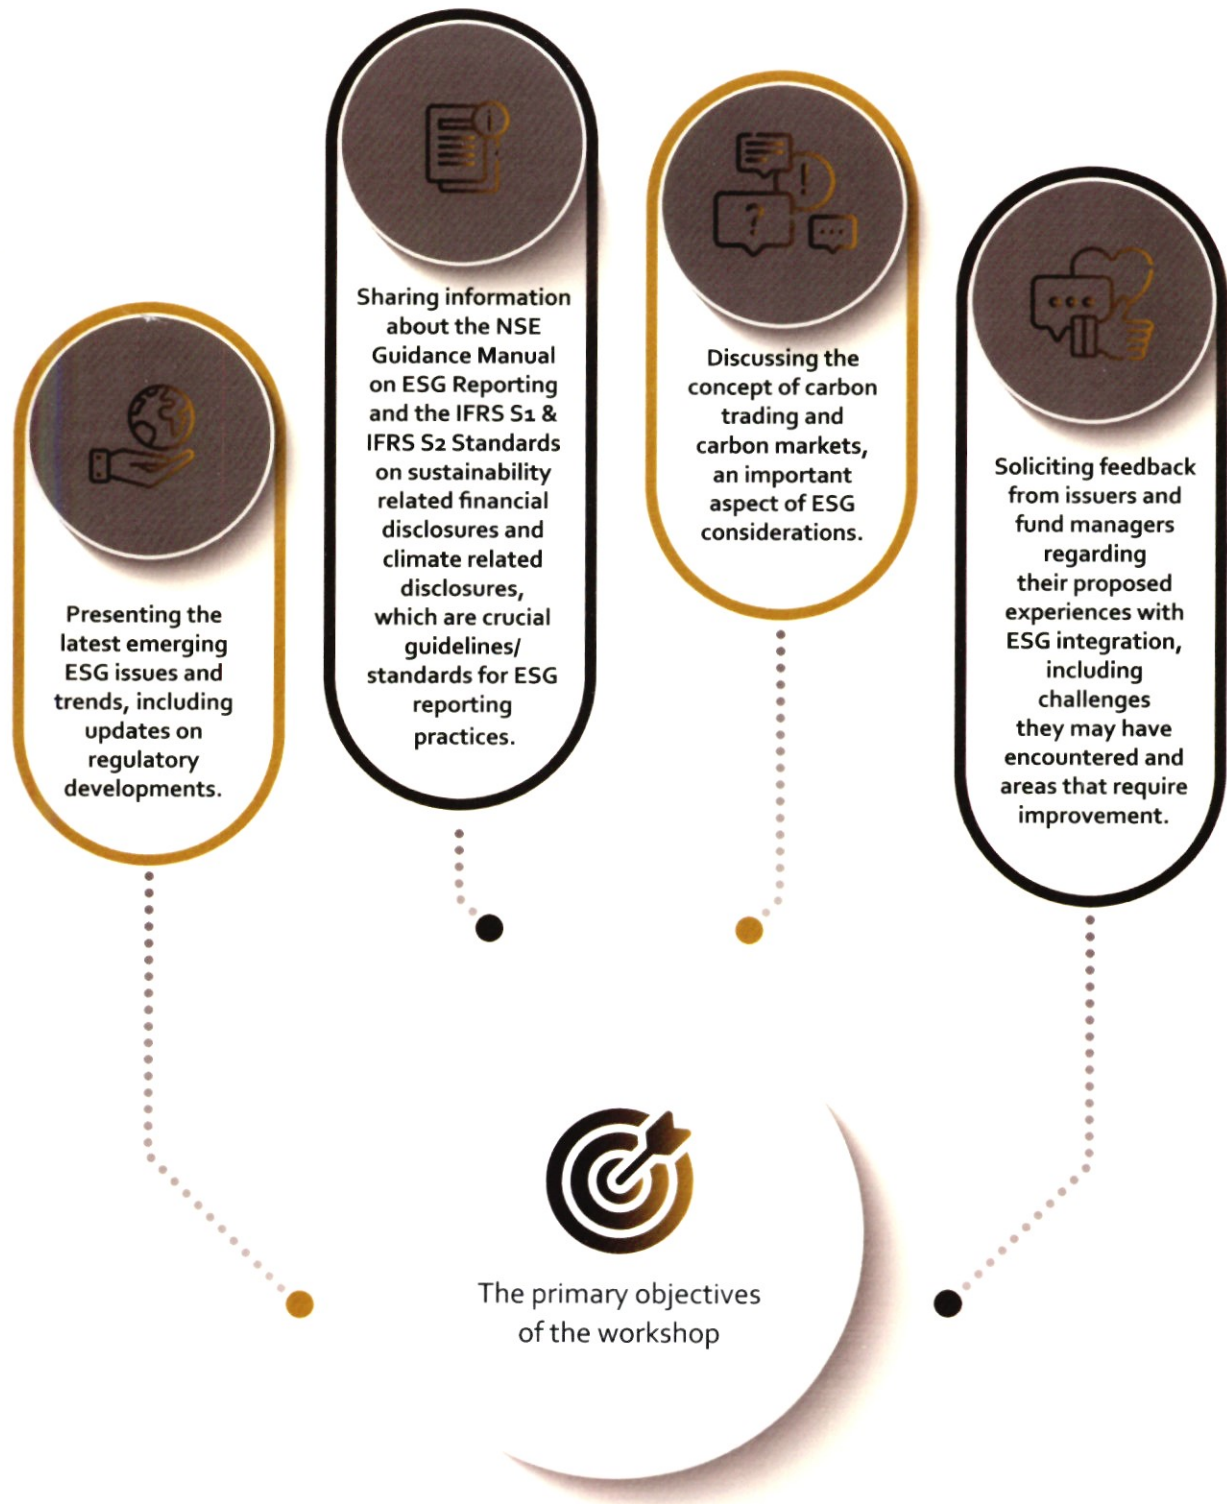 Presenting the
latest emerging
ESG issues and
trends, including
updates on
regulatory
developments.
Sharing information
about the NSE
Guidance Manual
on ESG Reporting
and the IFRS S1 &
IFRS S2 Standards
on sustainability
related financial
disclosures and
climate related
disclosures,
which are crucial
guidelines/
standards for ESG
reporting
practices.
Discussing the
concept of carbon
trading and
carbon markets,
an important
aspect of ESG
considerations.
Soliciting feedback
from issuers and
fund managers
regarding
their proposed
experiences with
ESG integration,
including
challenges
they may have
encountered and
areas that require
improvement.
The primary objectives
of the workshop